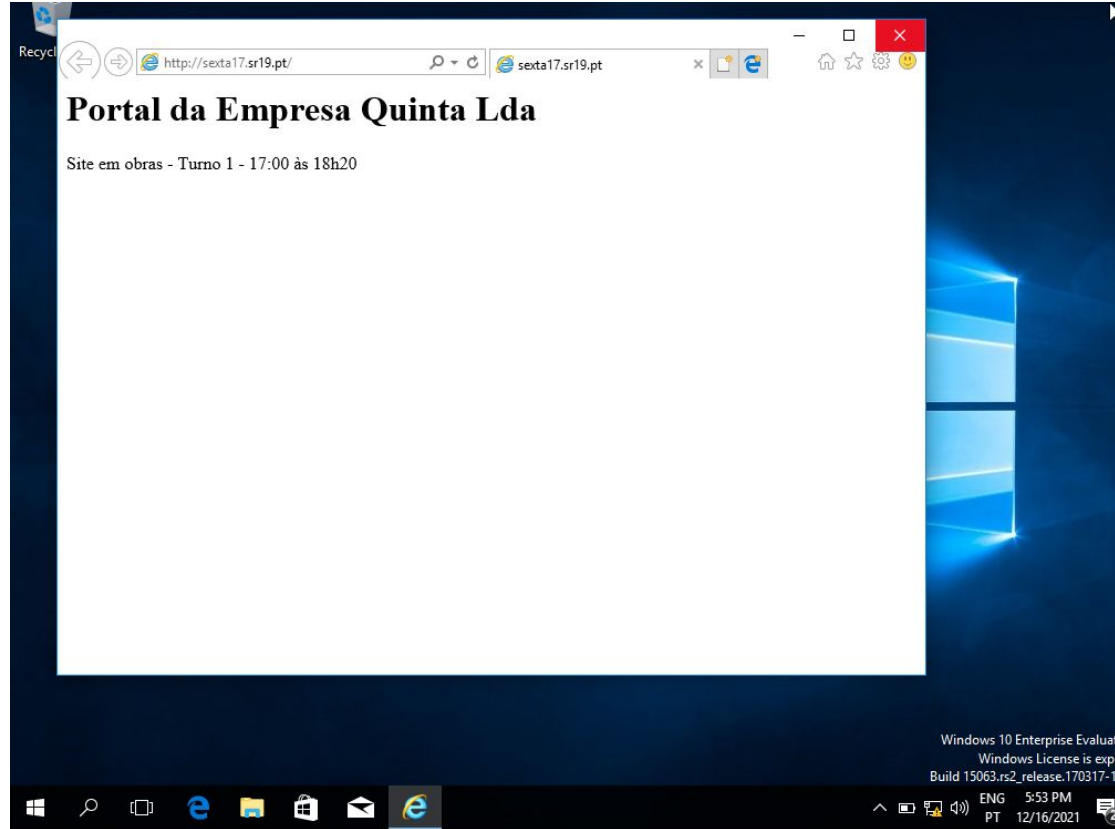 Recycl
http://sexta17.sr19.pt/
sexta17.sr19.pt
Portal da Empresa Quinta Lda
Site em obras - Turno 1 - 17:00 às 18h20
Windows 10 Enterprise Evaluat
Windows License is exp
Build 15063.rs2_release.170317-1
ENG 5:53 PM
PT 12/16/2021